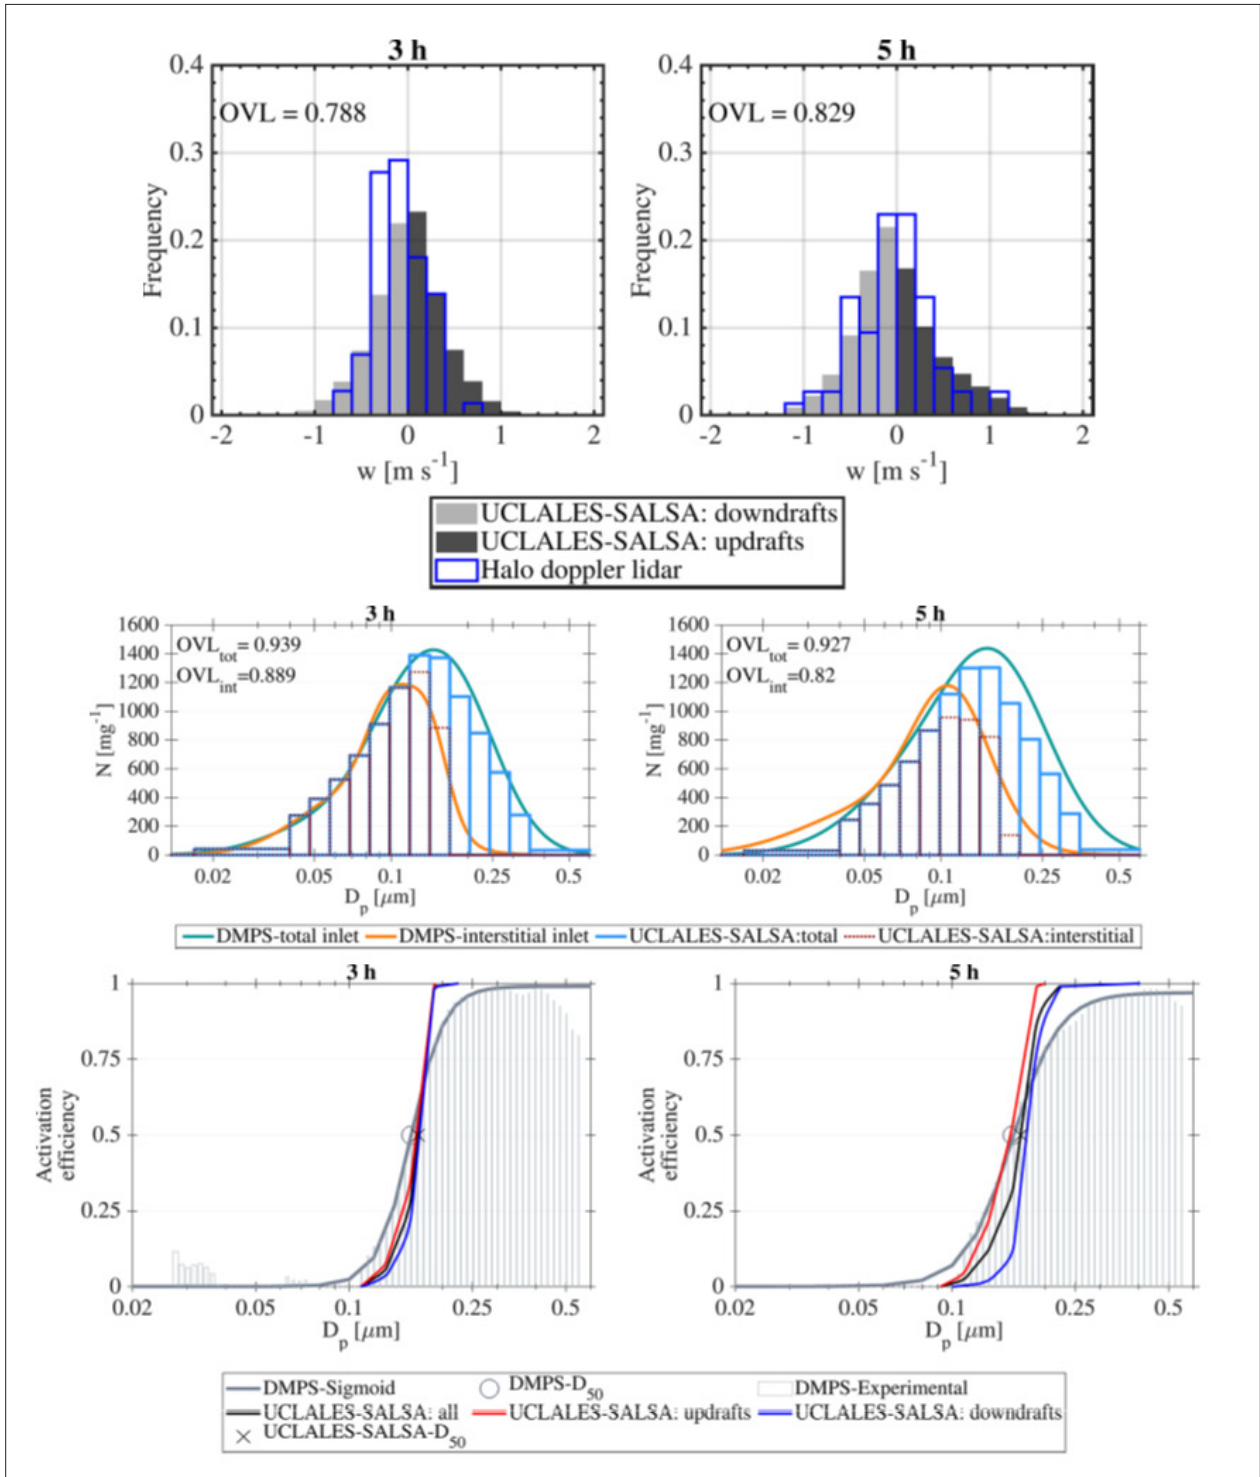 3 h
5 h
0.4
0.3
0.2
0.1
0
Frequency
OVL = 0.788
-2
-1
0
1
2
w [m s-1]
0.4
0.3
0.2
0.1
0
Frequency
OVL = 0.829
-2
-1
0
1
2
w [m s-1]
UCLALES-SALSA: downdrafts
UCLALES-SALSA: updrafts
Halo doppler lidar
3 h
5 h
1600
1400
1200
1000
800
600
400
200
0
N [mg-1]
OVLtot = 0.939
OVLint=0.889
0.02
0.05
0.1
0.25
0.5
Dp [μm]
1600
1400
1200
1000
800
600
400
200
0
N [mg-1]
OVLtot = 0.927
OVLint=0.82
0.02
0.05
0.1
0.25
0.5
Dp [μm]
DMPS-total inlet DMPS-interstitial inlet UCLALES-SALSA:total UCLALES-SALSA:interstitial
3 h
5 h
1
0.75
0.5
0.25
0
Activation
efficiency
0.02
0.05
0.1
0.25
0.5
Dp [μm]
1
0.75
0.5
0.25
0
Activation
efficiency
0.02
0.05
0.1
0.25
0.5
Dp [μm]
DMPS-Sigmoid DMPS-D50 DMPS-Experimental
UCLALES-SALSA: all UCLALES-SALSA: updrafts UCLALES-SALSA: downdrafts
UCLALES-SALSA-D50